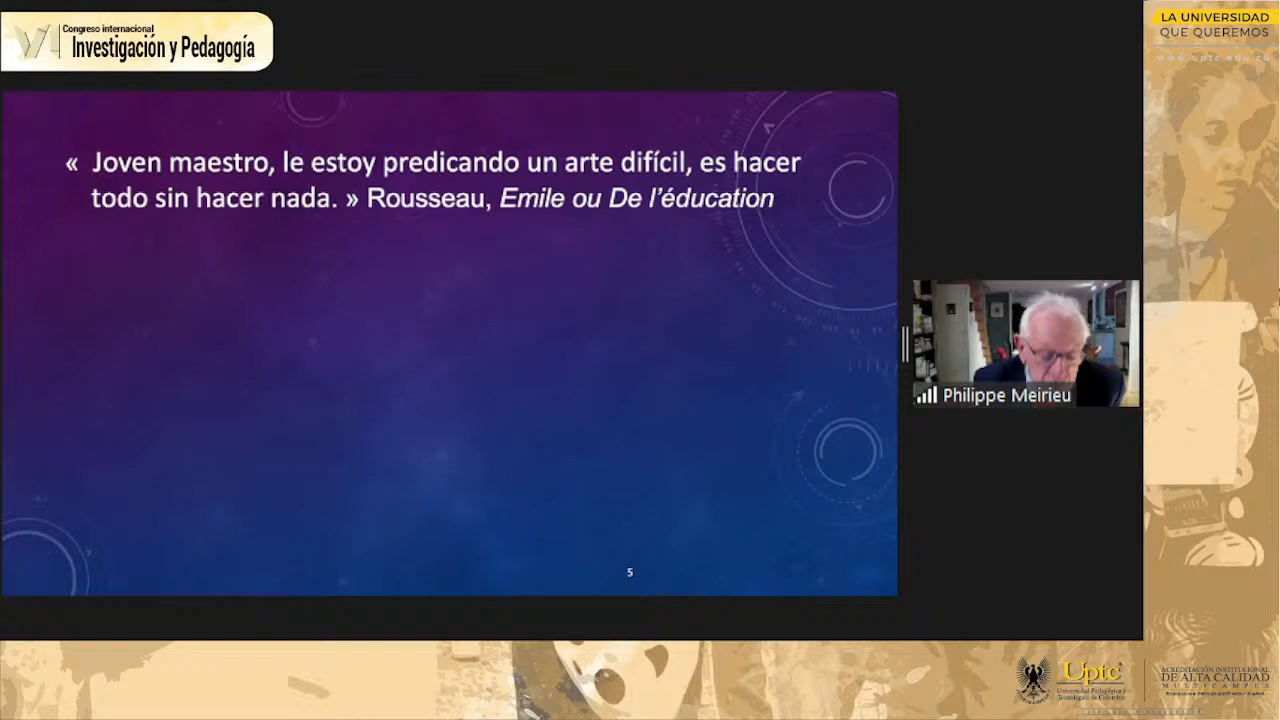 VI
Congreso internacional
Investigación y Pedagogía
LA UNIVERSIDAD
QUE QUEREMOS
www.uptc.edu.co
« Joven maestro, le estoy predicando un arte difícil, es hacer
todo sin hacer nada. » Rousseau, Emile ou De l'éducation
5
Philippe Meirieu
Uptc
Universidad Pedagógica y
Tecnológica de Colombia
ACREDITACIÓN INSTITUCIONAL
DE ALTA CALIDAD
MULTICAMPUS